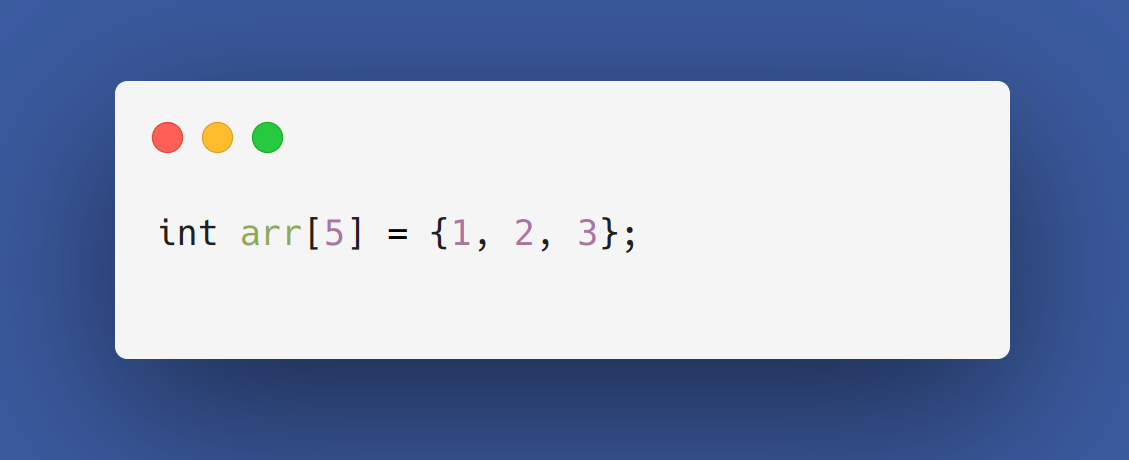 int arr[5] = {1, 2, 3};